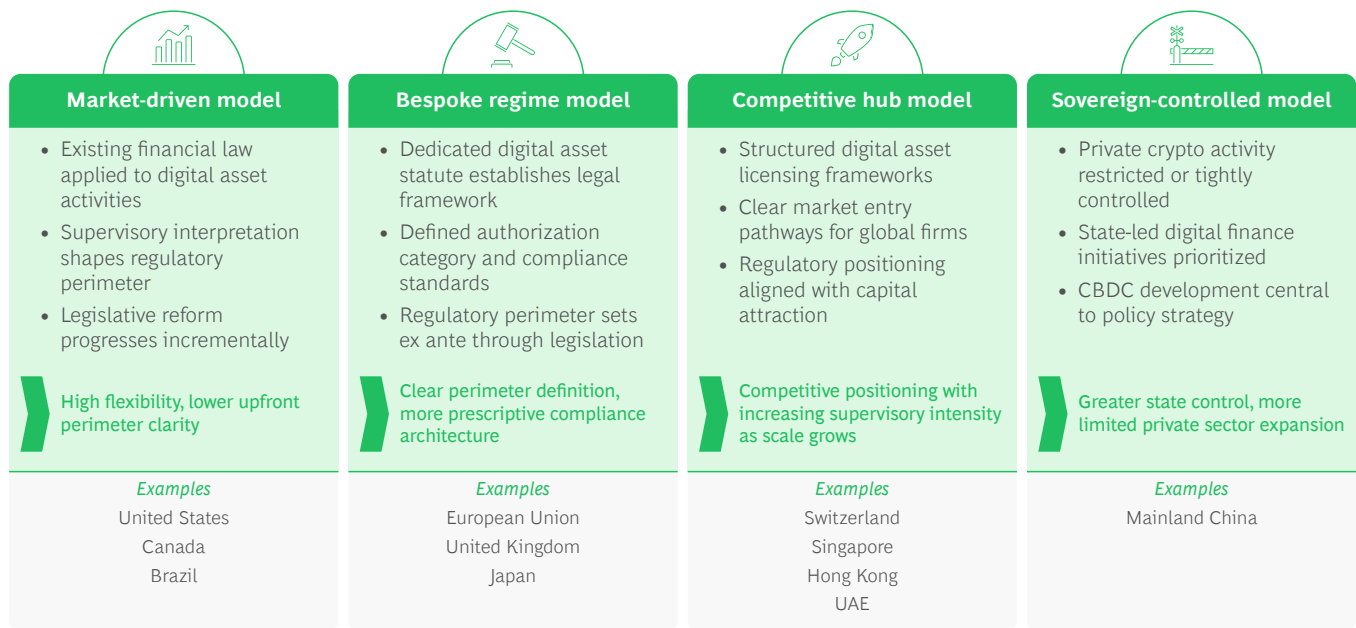 Market-driven model
• Existing financial law
applied to digital asset
activities
• Supervisory interpretation
shapes regulatory
perimeter
• Legislative reform
progresses incrementally
High flexibility, lower upfront
perimeter clarity
Examples
United States
Canada
Brazil
Bespoke regime model
• Dedicated digital asset
statute establishes legal
framework
• Defined authorization
category and compliance
standards
• Regulatory perimeter sets
ex ante through legislation
Clear perimeter definition,
more prescriptive compliance
architecture
Examples
European Union
United Kingdom
Japan
Competitive hub model
• Structured digital asset
licensing frameworks
• Clear market entry
pathways for global firms
• Regulatory positioning
aligned with capital
attraction
Competitive positioning with
increasing supervisory intensity
as scale grows
Examples
Switzerland
Singapore
Hong Kong
UAE
Sovereign-controlled model
• Private crypto activity
restricted or tightly
controlled
• State-led digital finance
initiatives prioritized
• CBDC development central
to policy strategy
Greater state control, more
limited private sector expansion
Examples
Mainland China